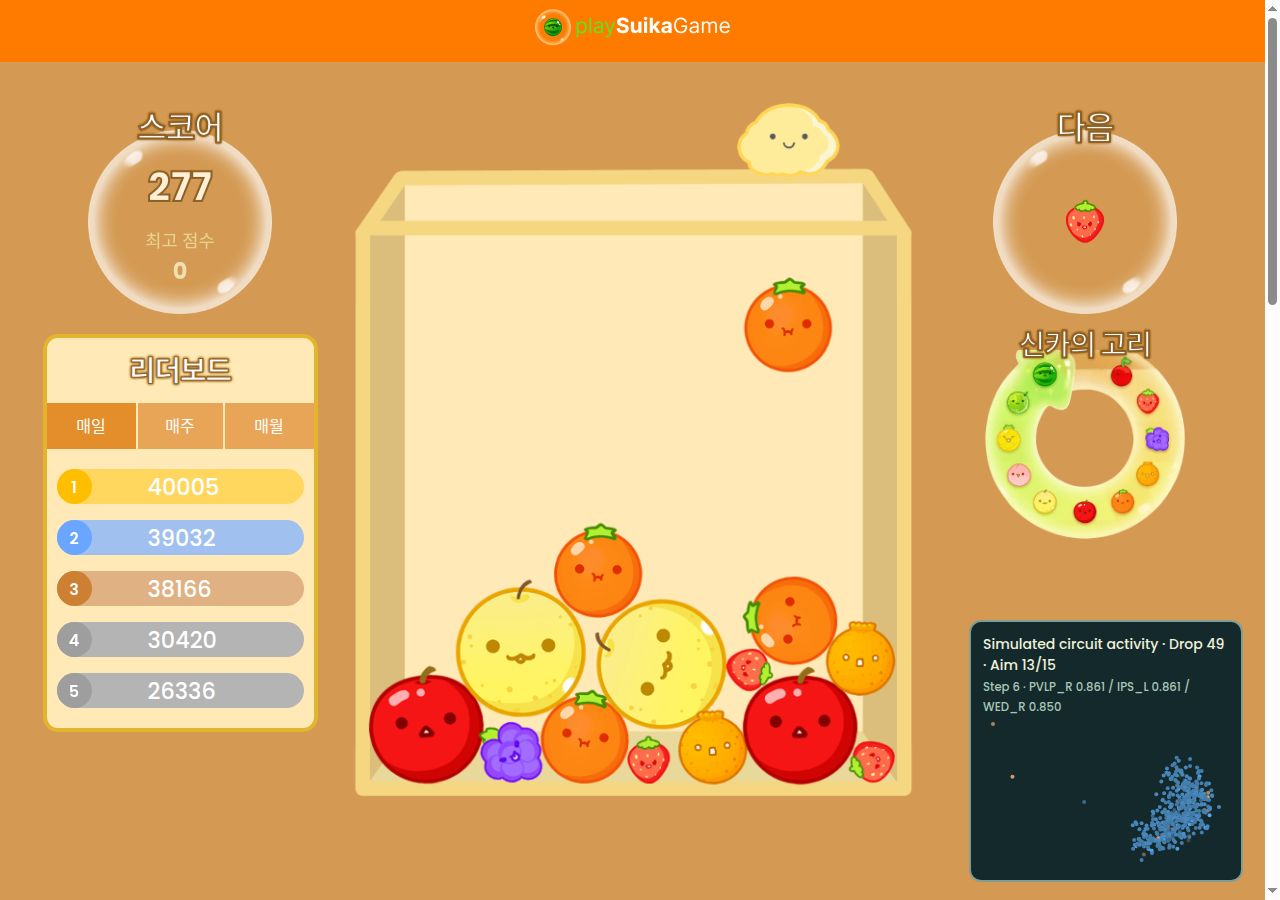 playSuikaGame
스코어
277
최고 점수
0
리더보드
매일 매주 매월
1 40005
2 39032
3 38166
4 30420
5 26336
다음
신카의 고리
Simulated circuit activity · Drop 49
· Aim 13/15
Step 6 · PVLP_R 0.861 / IPS_L 0.861 /
WED_R 0.850